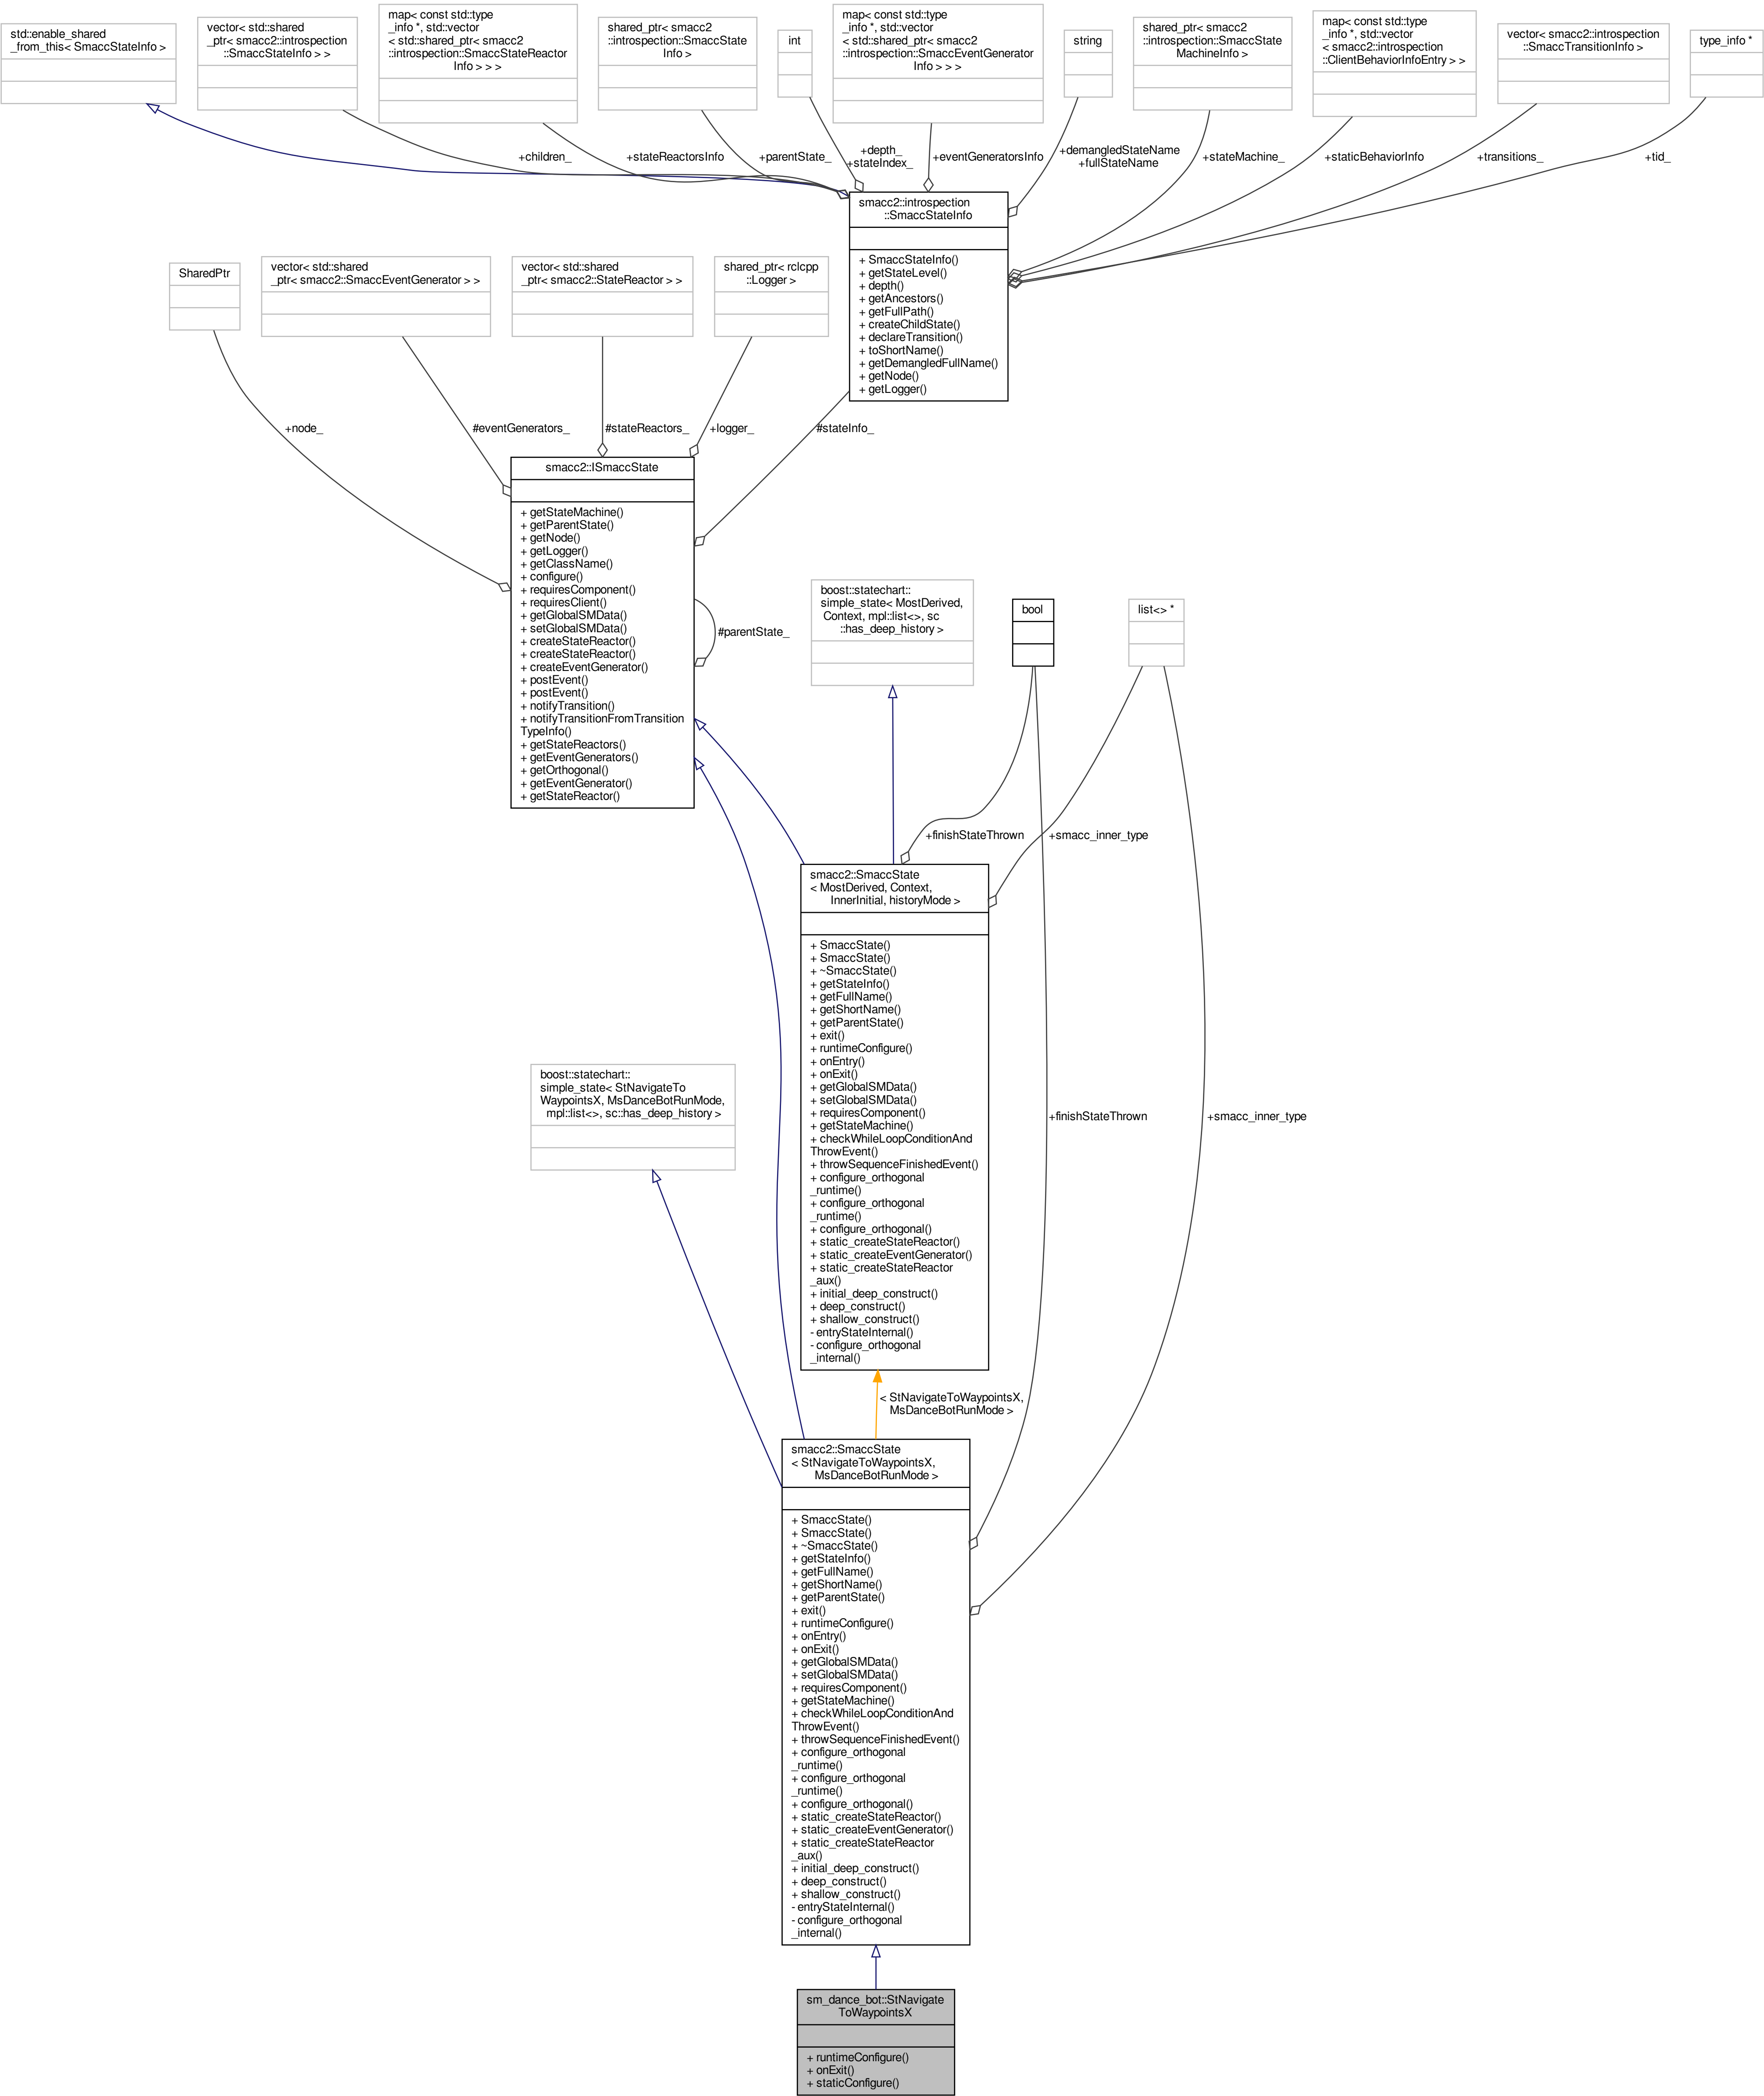 std::enable_shared
_from_this< SmaccStateInfo >
vector< std::shared
_ptr< smacc2::introspection
::SmaccStateInfo > >
map< const std::type
_info *, std::vector
< std::shared_ptr< smacc2
::introspection::SmaccStateReactor
Info > > >
shared_ptr< smacc2
::introspection::SmaccState
Info >
int
map< const std::type
_info *, std::vector
< std::shared_ptr< smacc2
::introspection::SmaccEventGenerator
Info > > >
string
shared_ptr< smacc2
::introspection::SmaccState
MachineInfo >
map< const std::type
_info *, std::vector
< smacc2::introspection
::ClientBehaviorInfoEntry > >
vector< smacc2::introspection
::SmaccTransitionInfo >
type_info *
+children_
+stateReactorsInfo
+parentState_
+depth_
+stateIndex_
+eventGeneratorsInfo
+demangledStateName
+fullStateName
+stateMachine_
+staticBehaviorInfo
+transitions_
+tid_
smacc2::introspection
::SmaccStateInfo
+ SmaccStateInfo()
+ getStateLevel()
+ depth()
+ getAncestors()
+ getFullPath()
+ createChildState()
+ declareTransition()
+ toShortName()
+ getDemangledFullName()
+ getNode()
+ getLogger()
SharedPtr
vector< std::shared
_ptr< smacc2::SmaccEventGenerator > >
vector< std::shared
_ptr< smacc2::StateReactor > >
shared_ptr< rclcpp
::Logger >
+node_
#eventGenerators_
#stateReactors_
+logger_
#stateInfo_
smacc2::ISmaccState
+ getStateMachine()
+ getParentState()
+ getNode()
+ getLogger()
+ getClassName()
+ configure()
+ requiresComponent()
+ requiresClient()
+ getGlobalSMData()
+ setGlobalSMData()
+ createStateReactor()
+ createStateReactor()
+ createEventGenerator()
+ postEvent()
+ postEvent()
+ notifyTransition()
+ notifyTransitionFromTransition
TypeInfo()
+ getStateReactors()
+ getEventGenerators()
+ getOrthogonal()
+ getEventGenerator()
+ getStateReactor()
#parentState_
boost::statechart::
simple_state< MostDerived,
Context, mpl::list<>, sc
::has_deep_history >
bool
list<> *
+finishStateThrown
+smacc_inner_type
smacc2::SmaccState
< MostDerived, Context,
InnerInitial, historyMode >
+ SmaccState()
+ SmaccState()
+ ~SmaccState()
+ getStateInfo()
+ getFullName()
+ getShortName()
+ getParentState()
+ exit()
+ runtimeConfigure()
+ onEntry()
+ onExit()
+ getGlobalSMData()
+ setGlobalSMData()
+ requiresComponent()
+ getStateMachine()
+ checkWhileLoopConditionAnd
ThrowEvent()
+ throwSequenceFinishedEvent()
+ configure_orthogonal
_runtime()
+ configure_orthogonal
_runtime()
+ configure_orthogonal()
+ static_createStateReactor()
+ static_createEventGenerator()
+ static_createStateReactor
_aux()
+ initial_deep_construct()
+ deep_construct()
+ shallow_construct()
- entryStateInternal()
- configure_orthogonal
_internal()
boost::statechart::
simple_state< StNavigateTo
WaypointsX, MsDanceBotRunMode,
mpl::list<>, sc::has_deep_history >
+finishStateThrown
+smacc_inner_type
< StNavigateToWaypointsX,
MsDanceBotRunMode >
smacc2::SmaccState
< StNavigateToWaypointsX,
MsDanceBotRunMode >
+ SmaccState()
+ SmaccState()
+ ~SmaccState()
+ getStateInfo()
+ getFullName()
+ getShortName()
+ getParentState()
+ exit()
+ runtimeConfigure()
+ onEntry()
+ onExit()
+ getGlobalSMData()
+ setGlobalSMData()
+ requiresComponent()
+ getStateMachine()
+ checkWhileLoopConditionAnd
ThrowEvent()
+ throwSequenceFinishedEvent()
+ configure_orthogonal
_runtime()
+ configure_orthogonal
_runtime()
+ configure_orthogonal()
+ static_createStateReactor()
+ static_createEventGenerator()
+ static_createStateReactor
_aux()
+ initial_deep_construct()
+ deep_construct()
+ shallow_construct()
- entryStateInternal()
- configure_orthogonal
_internal()
sm_dance_bot::StNavigate
ToWaypointsX
+ runtimeConfigure()
+ onExit()
+ staticConfigure()